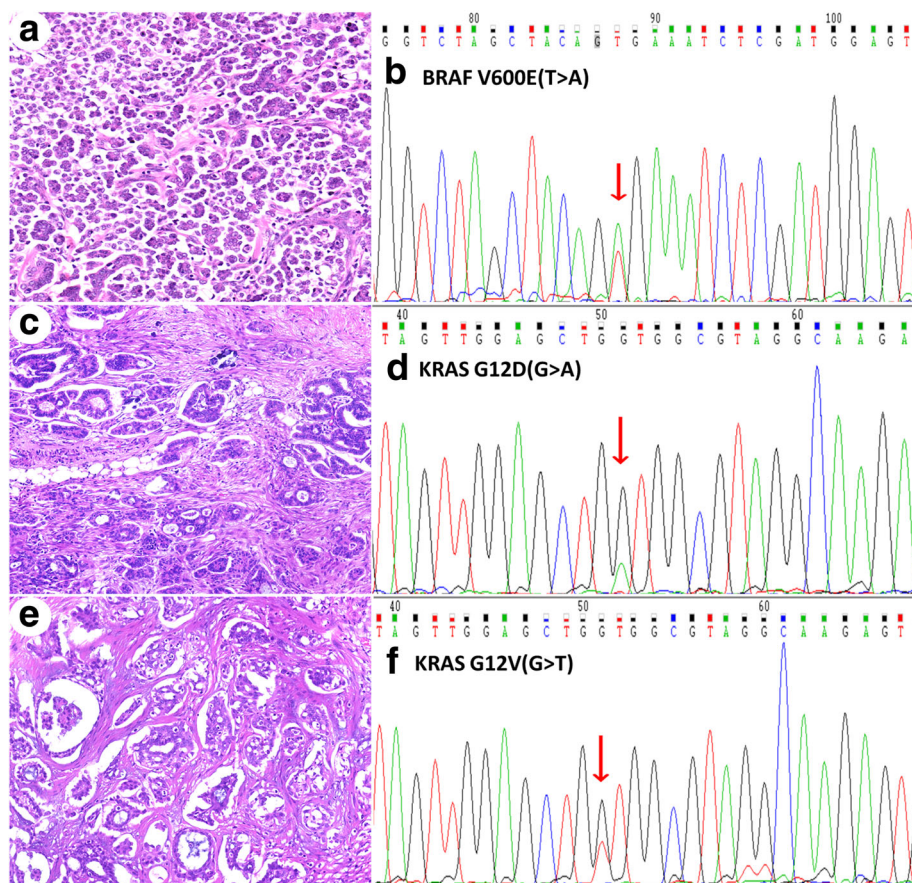 a
80 90 100
G G T C T A G C T A C A G T G A A A T C T C G A T G G A G T
b BRAF V600E(T>A)
c
40 50 60
T A G T T G G A G C T G G T G G C G T A G G C A A G A
d KRAS G12D(G>A)
e
40 50 60
T A G T T G G A G C T G G T G G C G T A G G C A A G A G T
f KRAS G12V(G>T)